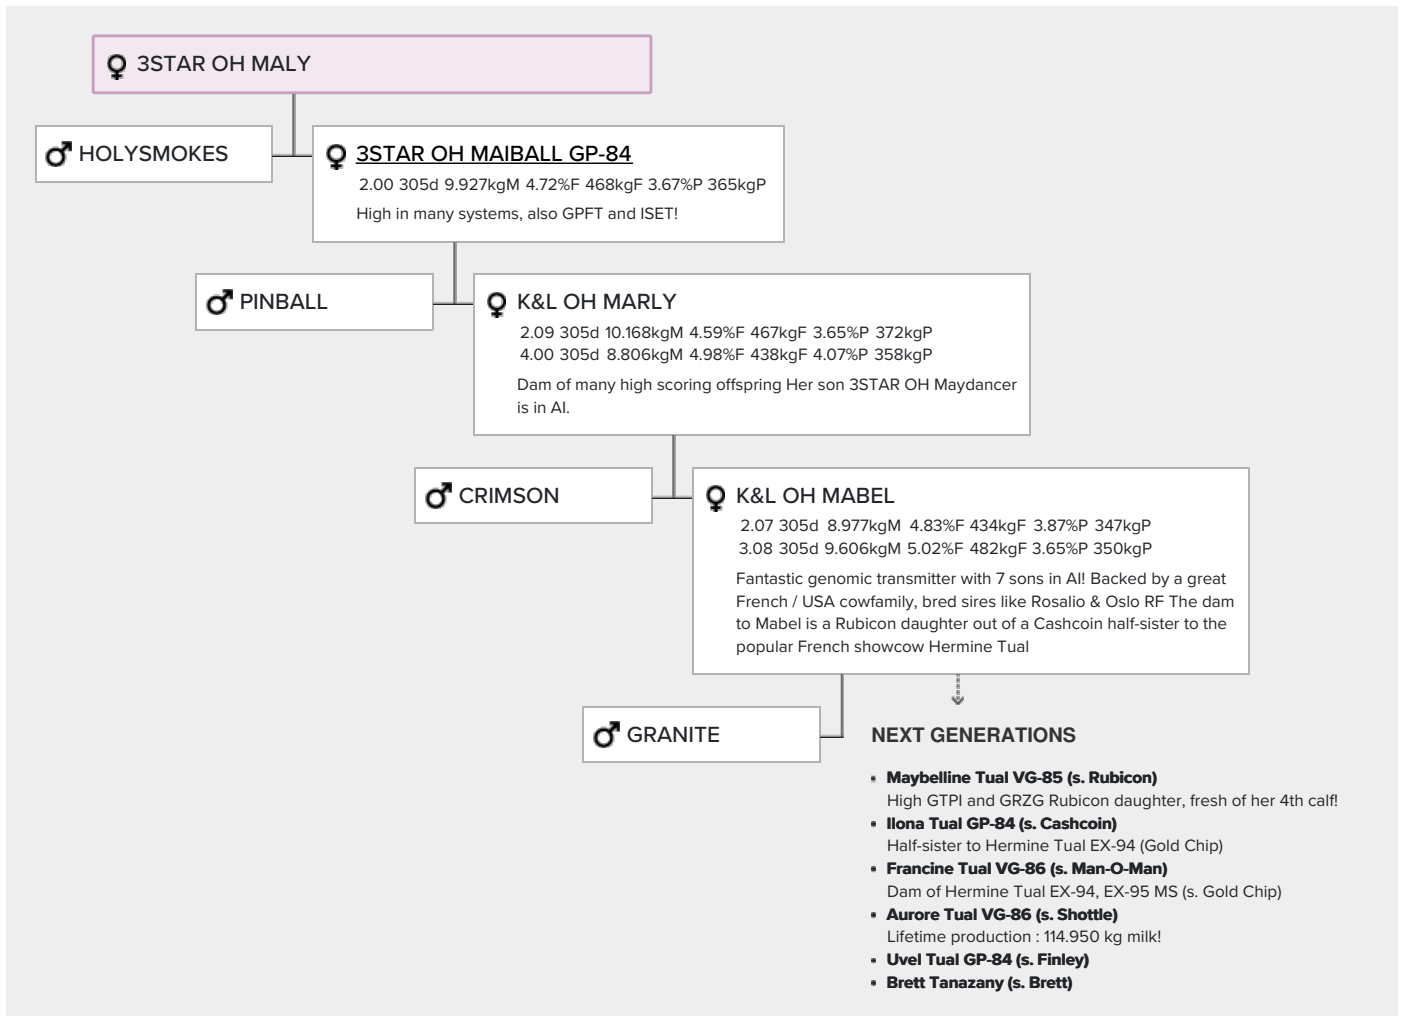 3STAR OH MALY
HOLYSMOKES
3STAR OH MAIBALL GP-84
2.00 305d 9.927kgM 4.72%F 468kgF 3.67%P 365kgP
High in many systems, also GPFT and ISET!
PINBALL
K&L OH MARLY
2.09 305d 10.168kgM 4.59%F 467kgF 3.65%P 372kgP
4.00 305d 8.806kgM 4.98%F 438kgF 4.07%P 358kgP
Dam of many high scoring offspring Her son 3STAR OH Maydancer
is in AI.
CRIMSON
K&L OH MABEL
2.07 305d 8.977kgM 4.83%F 434kgF 3.87%P 347kgP
3.08 305d 9.606kgM 5.02%F 482kgF 3.65%P 350kgP
Fantastic genomic transmitter with 7 sons in AI! Backed by a great
French / USA cowfamily, bred sires like Rosalio & Oslo RF The dam
to Mabel is a Rubicon daughter out of a Cashcoin half-sister to the
popular French showcow Hermine Tual
GRANITE
NEXT GENERATIONS
▪ Maybelline Tual VG-85 (s. Rubicon)
High GTPI and GRZG Rubicon daughter, fresh of her 4th calf!
▪ Ilona Tual GP-84 (s. Cashcoin)
Half-sister to Hermine Tual EX-94 (Gold Chip)
▪ Francine Tual VG-86 (s. Man-O-Man)
Dam of Hermine Tual EX-94, EX-95 MS (s. Gold Chip)
▪ Aurore Tual VG-86 (s. Shottle)
Lifetime production : 114.950 kg milk!
▪ Uvel Tual GP-84 (s. Finley)
▪ Brett Tanazany (s. Brett)